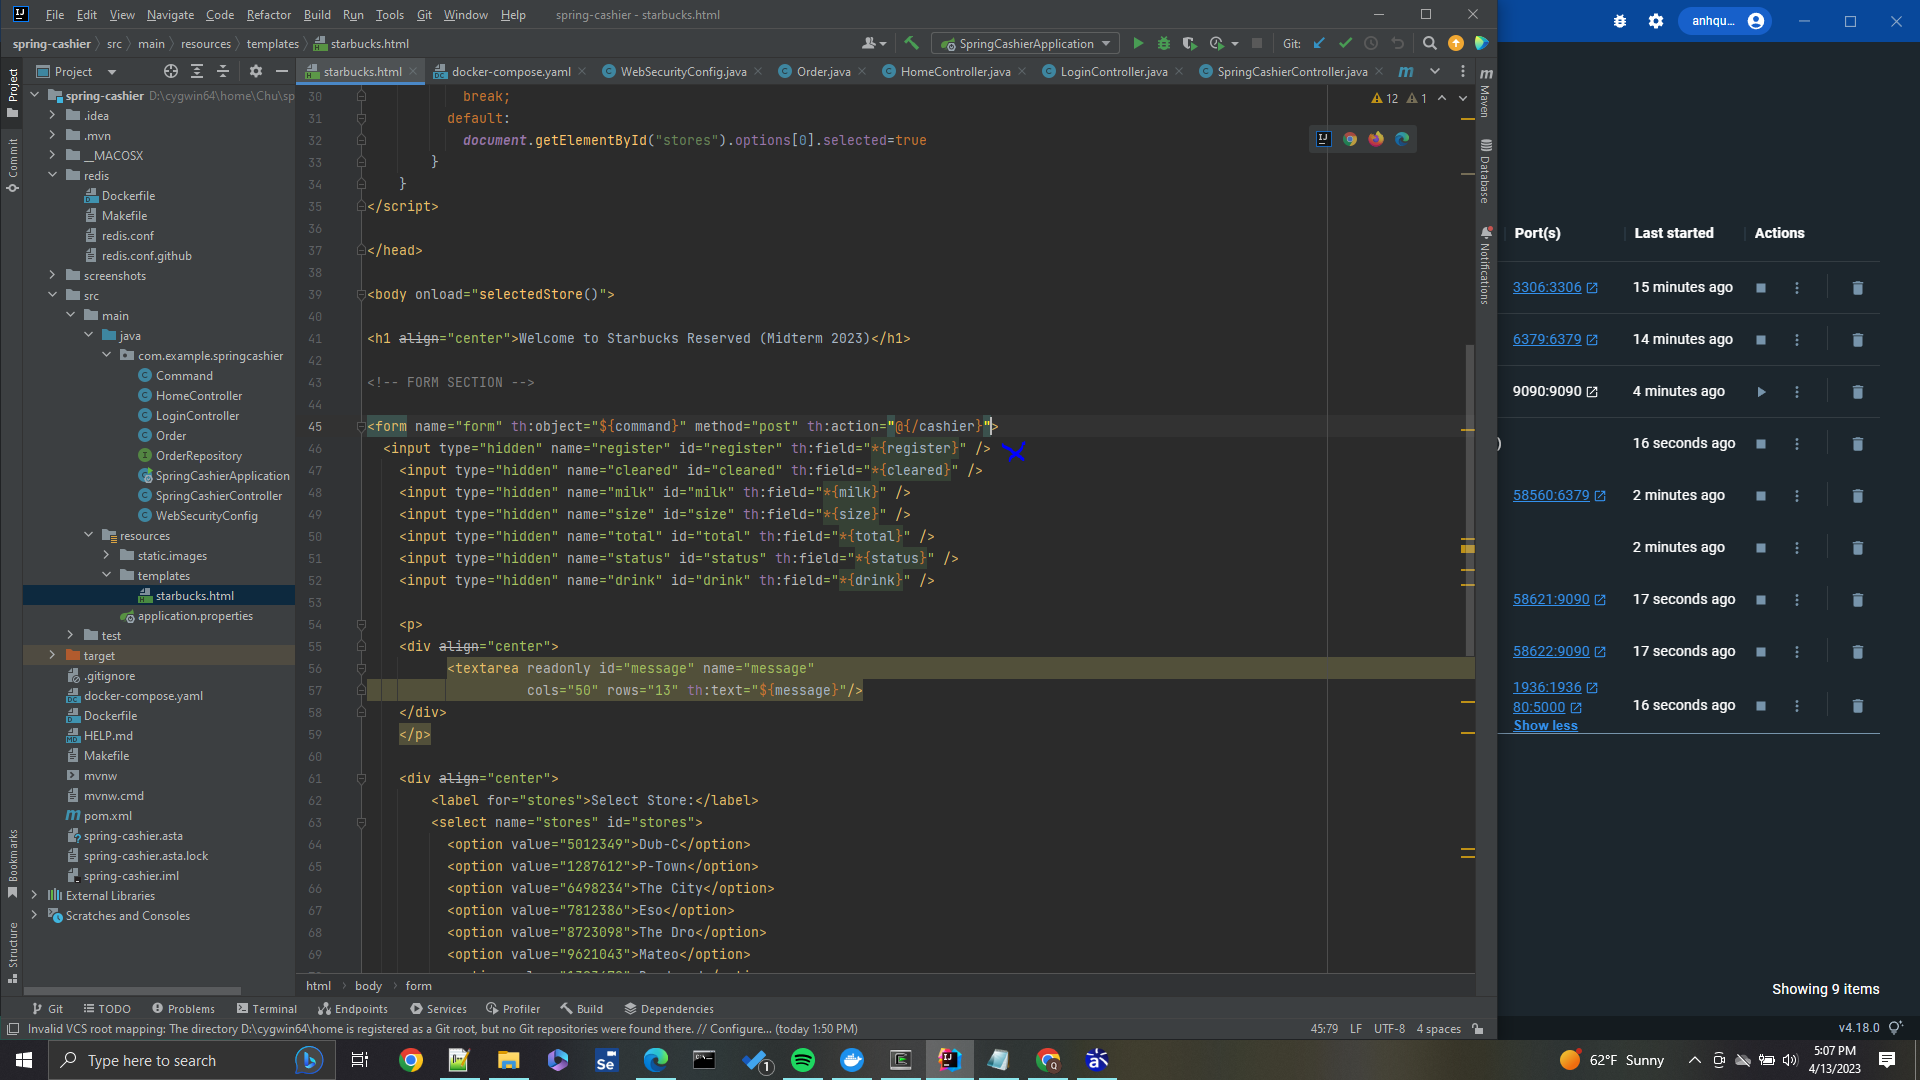 File Edit View Navigate Code Refactor Build Run Tools Git Window Help spring-cashier - starbucks.html
spring-cashier src main resources templates starbucks.html
SpringCashierApplication Git:
anhqu...
Project
starbucks.html docker-compose.yaml WebSecurityConfig.java Order.java HomeController.java LoginController.java SpringCashierController.java m
Project
Commit
Bookmarks
Structure
spring-cashier D:\cygwin64\home\Chu\sp
.idea
.mvn
__MACOSX
redis
Dockerfile
Makefile
redis.conf
redis.conf.github
screenshots
src
main
java
com.example.springcashier
Command
HomeController
LoginController
Order
OrderRepository
SpringCashierApplication
SpringCashierController
WebSecurityConfig
resources
static.images
templates
starbucks.html
application.properties
test
target
.gitignore
docker-compose.yaml
Dockerfile
HELP.md
Makefile
mvnw
mvnw.cmd
pom.xml
spring-cashier.asta
spring-cashier.asta.lock
spring-cashier.iml
External Libraries
Scratches and Consoles
12 1
30 break;
31 default:
32 document.getElementById("stores").options[0].selected=true
33 }
34 }
35 </script>
36
37 </head>
38
39 <body onload="selectedStore()">
40
41 <h1 align="center">Welcome to Starbucks Reserved (Midterm 2023)</h1>
42
43 <!-- FORM SECTION -->
44
45 <form name="form" th:object="${command}" method="post" th:action="@{/cashier}">
46 <input type="hidden" name="register" id="register" th:field="*{register}" />
47 <input type="hidden" name="cleared" id="cleared" th:field="*{cleared}" />
48 <input type="hidden" name="milk" id="milk" th:field="*{milk}" />
49 <input type="hidden" name="size" id="size" th:field="*{size}" />
50 <input type="hidden" name="total" id="total" th:field="*{total}" />
51 <input type="hidden" name="status" id="status" th:field="*{status}" />
52 <input type="hidden" name="drink" id="drink" th:field="*{drink}" />
53
54 <p>
55 <div align="center">
56 <textarea readonly id="message" name="message"
57 cols="50" rows="13" th:text="${message}"/>
58 </div>
59 </p>
60
61 <div align="center">
62 <label for="stores">Select Store:</label>
63 <select name="stores" id="stores">
64 <option value="5012349">Dub-C</option>
65 <option value="1287612">P-Town</option>
66 <option value="6498234">The City</option>
67 <option value="7812386">Eso</option>
68 <option value="8723098">The Dro</option>
69 <option value="9621043">Mateo</option>
m
Maven
Database
Notifications
Port(s) Last started Actions
3306:3306 15 minutes ago
6379:6379 14 minutes ago
9090:9090 4 minutes ago
) 16 seconds ago
58560:6379 2 minutes ago
2 minutes ago
58621:9090 17 seconds ago
58622:9090 17 seconds ago
1936:1936
80:5000 16 seconds ago
Show less
Showing 9 items
v4.18.0
html body form
Git TODO Problems Terminal Endpoints Services Profiler Build Dependencies
Invalid VCS root mapping: The directory D:\cygwin64\home is registered as a Git root, but no Git repositories were found there. // Configure... (today 1:50 PM) 45:79 LF UTF-8 4 spaces
Type here to search
Se
1
62°F Sunny
5:07 PM
4/13/2023